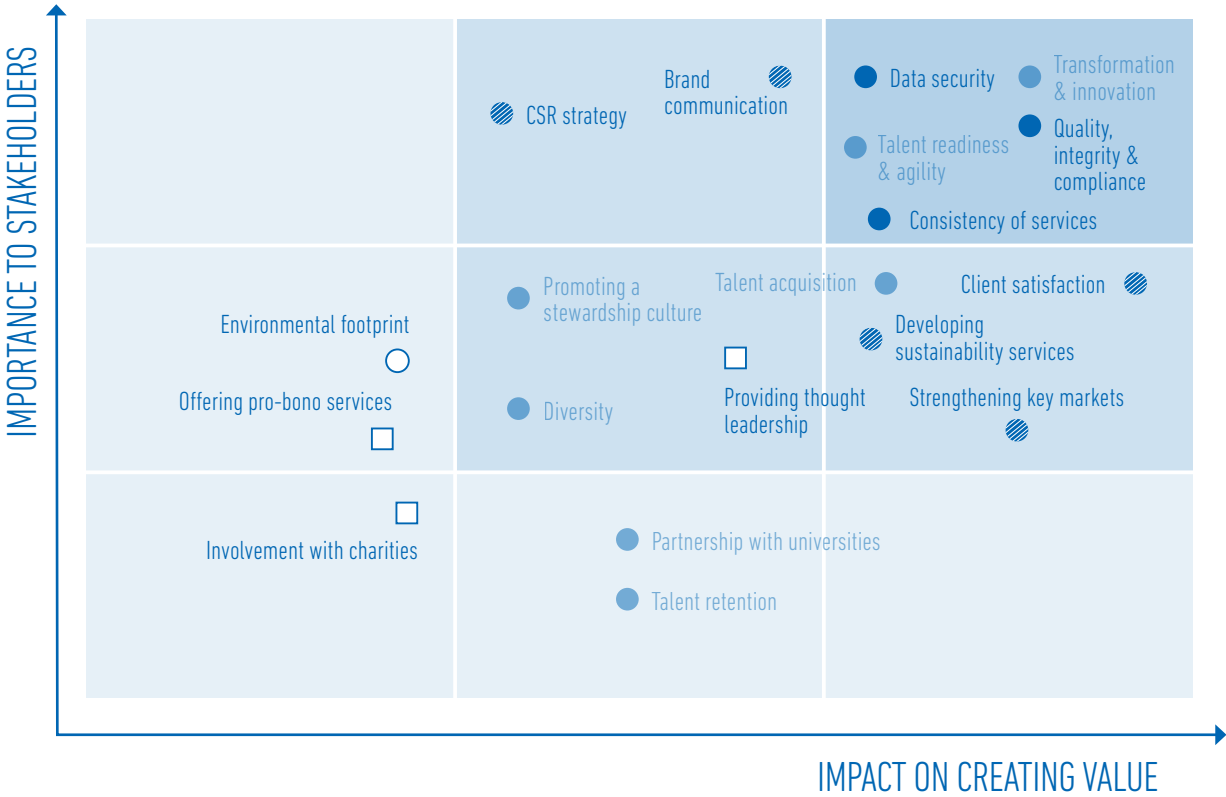 IMPORTANCE TO STAKEHOLDERS
Brand
communication
CSR strategy
Data security
Transformation
& innovation
Quality,
integrity &
compliance
Talent readiness
& agility
Consistency of services
Environmental footprint
Offering pro-bono services
Promoting a
stewardship culture
Diversity
Talent acquisition
Providing thought
leadership
Client satisfaction
Developing
sustainability services
Strengthening key markets
Involvement with charities
Partnership with universities
Talent retention
IMPACT ON CREATING VALUE